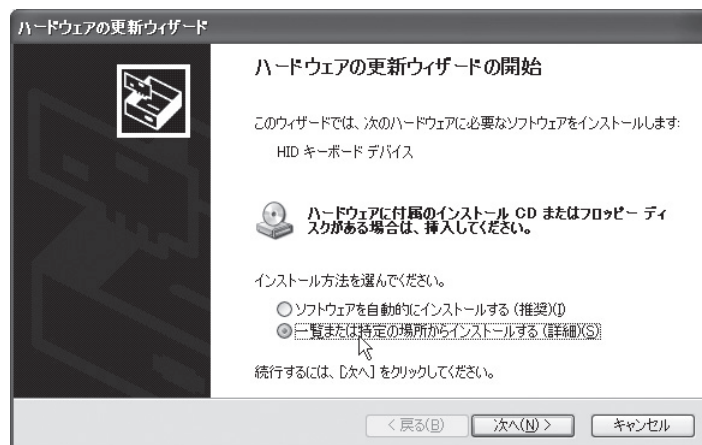 ハードウェアの更新ウィザード
ハードウェアの更新ウィザードの開始
このウィザードでは、次のハードウェアに必要なソフトウェアをインストールします:
HID キーボード デバイス
ハードウェアに付属のインストール CD またはフロッピー ディ
スクがある場合は、挿入してください。
インストール方法を選んでください。
ソフトウェアを自動的にインストールする (推奨)(I)
一覧または特定の場所からインストールする (詳細)(S)
続行するには、[次へ] をクリックしてください。
< 戻る(B) 次へ(N) > キャンセル